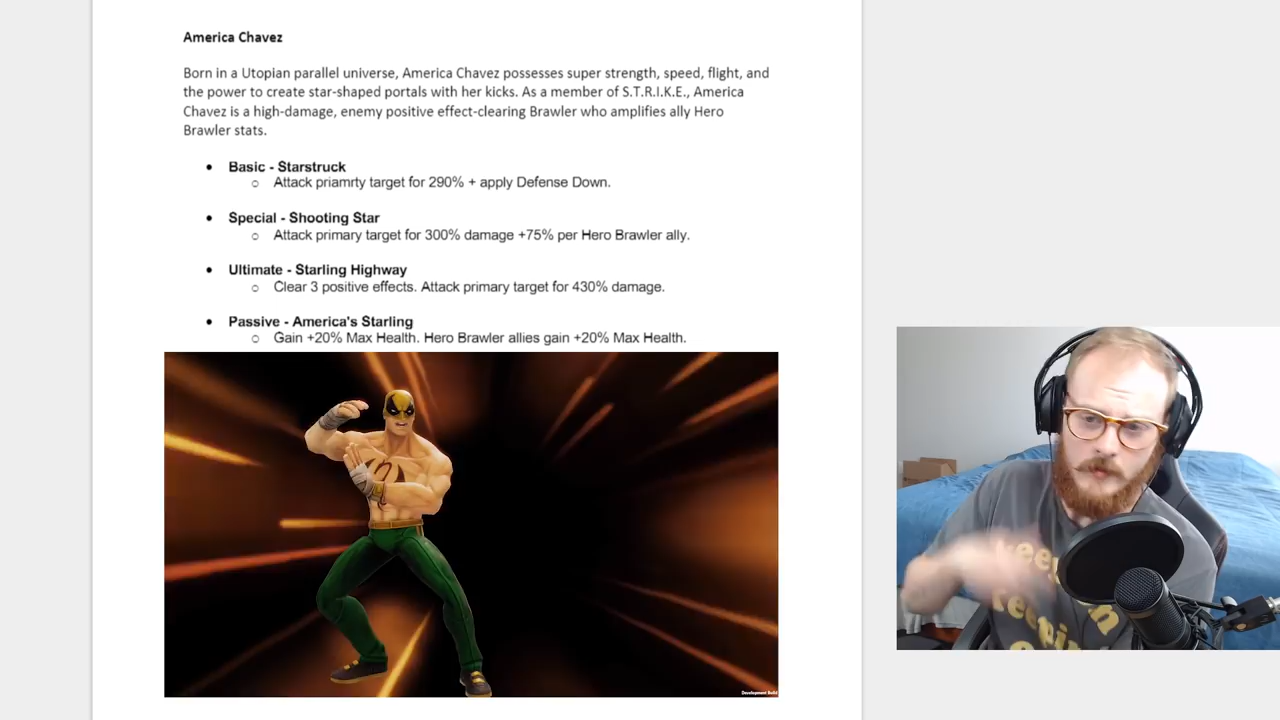 America Chavez
Born in a Utopian parallel universe, America Chavez possesses super strength, speed, flight, and
the power to create star-shaped portals with her kicks. As a member of S.T.R.I.K.E., America
Chavez is a high-damage, enemy positive effect-clearing Brawler who amplifies ally Hero
Brawler stats.
• Basic - Starstruck
o Attack priamrty target for 290% + apply Defense Down.
• Special - Shooting Star
o Attack primary target for 300% damage +75% per Hero Brawler ally.
• Ultimate - Starling Highway
o Clear 3 positive effects. Attack primary target for 430% damage.
• Passive - America's Starling
o Gain +20% Max Health. Hero Brawler allies gain +20% Max Health.
Development Build
keep